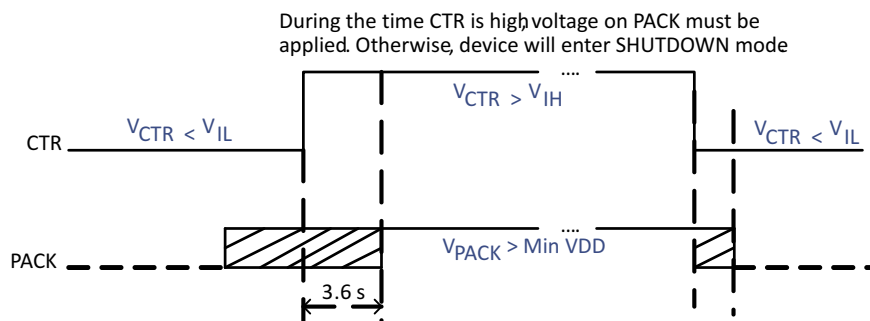 During the time CTR is high,voltage on PACK must be
applied. Otherwise, device will enter SHUTDOWN mode
....
VCTR > VIH
VCTR < VIL
VCTR < VIL
CTR
....
VPACK > Min VDD
PACK
3.6 s